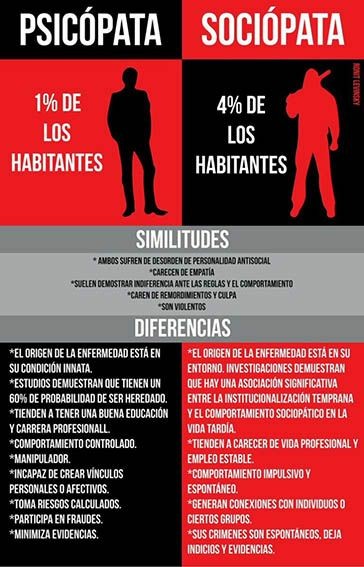 PSICÓPATA
SOCIÓPATA
1% DE
LOS
HABITANTES
4% DE
LOS
HABITANTES
RONIT LEVINSKY
SIMILITUDES
* AMBOS SUFREN DE DESORDEN DE PERSONALIDAD ANTISOCIAL
*CARECEN DE EMPATÍA
*SUELEN DEMOSTRAR INDIFERENCIA ANTE LAS REGLAS Y EL COMPORTAMIENTO
*CAREN DE REMORDIMIENTOS Y CULPA
*SON VIOLENTOS
DIFERENCIAS
*EL ORIGEN DE LA ENFERMEDAD ESTÁ EN
SU CONDICIÓN INNATA.
*ESTUDIOS DEMUESTRAN QUE TIENEN UN
60% DE PROBABILIDAD DE SER HEREDADO.
*TIENDEN A TENER UNA BUENA EDUCACIÓN
Y CARRERA PROFESIONALL.
*COMPORTAMIENTO CONTROLADO.
*MANIPULADOR.
*INCAPAZ DE CREAR VÍNCULOS
PERSONALES O AFECTIVOS.
*TOMA RIESGOS CALCULADOS.
*PARTICIPA EN FRAUDES.
*MINIMIZA EVIDENCIAS.
*EL ORIGEN DE LA ENFERMEDAD ESTÁ EN SU
ENTORNO. INVESTIGACIONES DEMUESTRAN
QUE HAY UNA ASOCIACIÓN SIGNIFICATIVA
ENTRE LA INSTITUCIONALIZACIÓN TEMPRANA
Y EL COMPORTAMIENTO SOCIOPÁTICO EN LA
VIDA TARDÍA.
*TIENDEN A CARECER DE VIDA PROFESIONAL Y
EMPLEO ESTABLE.
*COMPORTAMIENTO IMPULSIVO Y
ESPONTÁNEO.
*GENERAN CONEXIONES CON INDIVIDUOS O
CIERTOS GRUPOS.
*SUS CRIMENES SON ESPONTÁNEOS, DEJA
INDICIOS Y EVIDENCIAS.